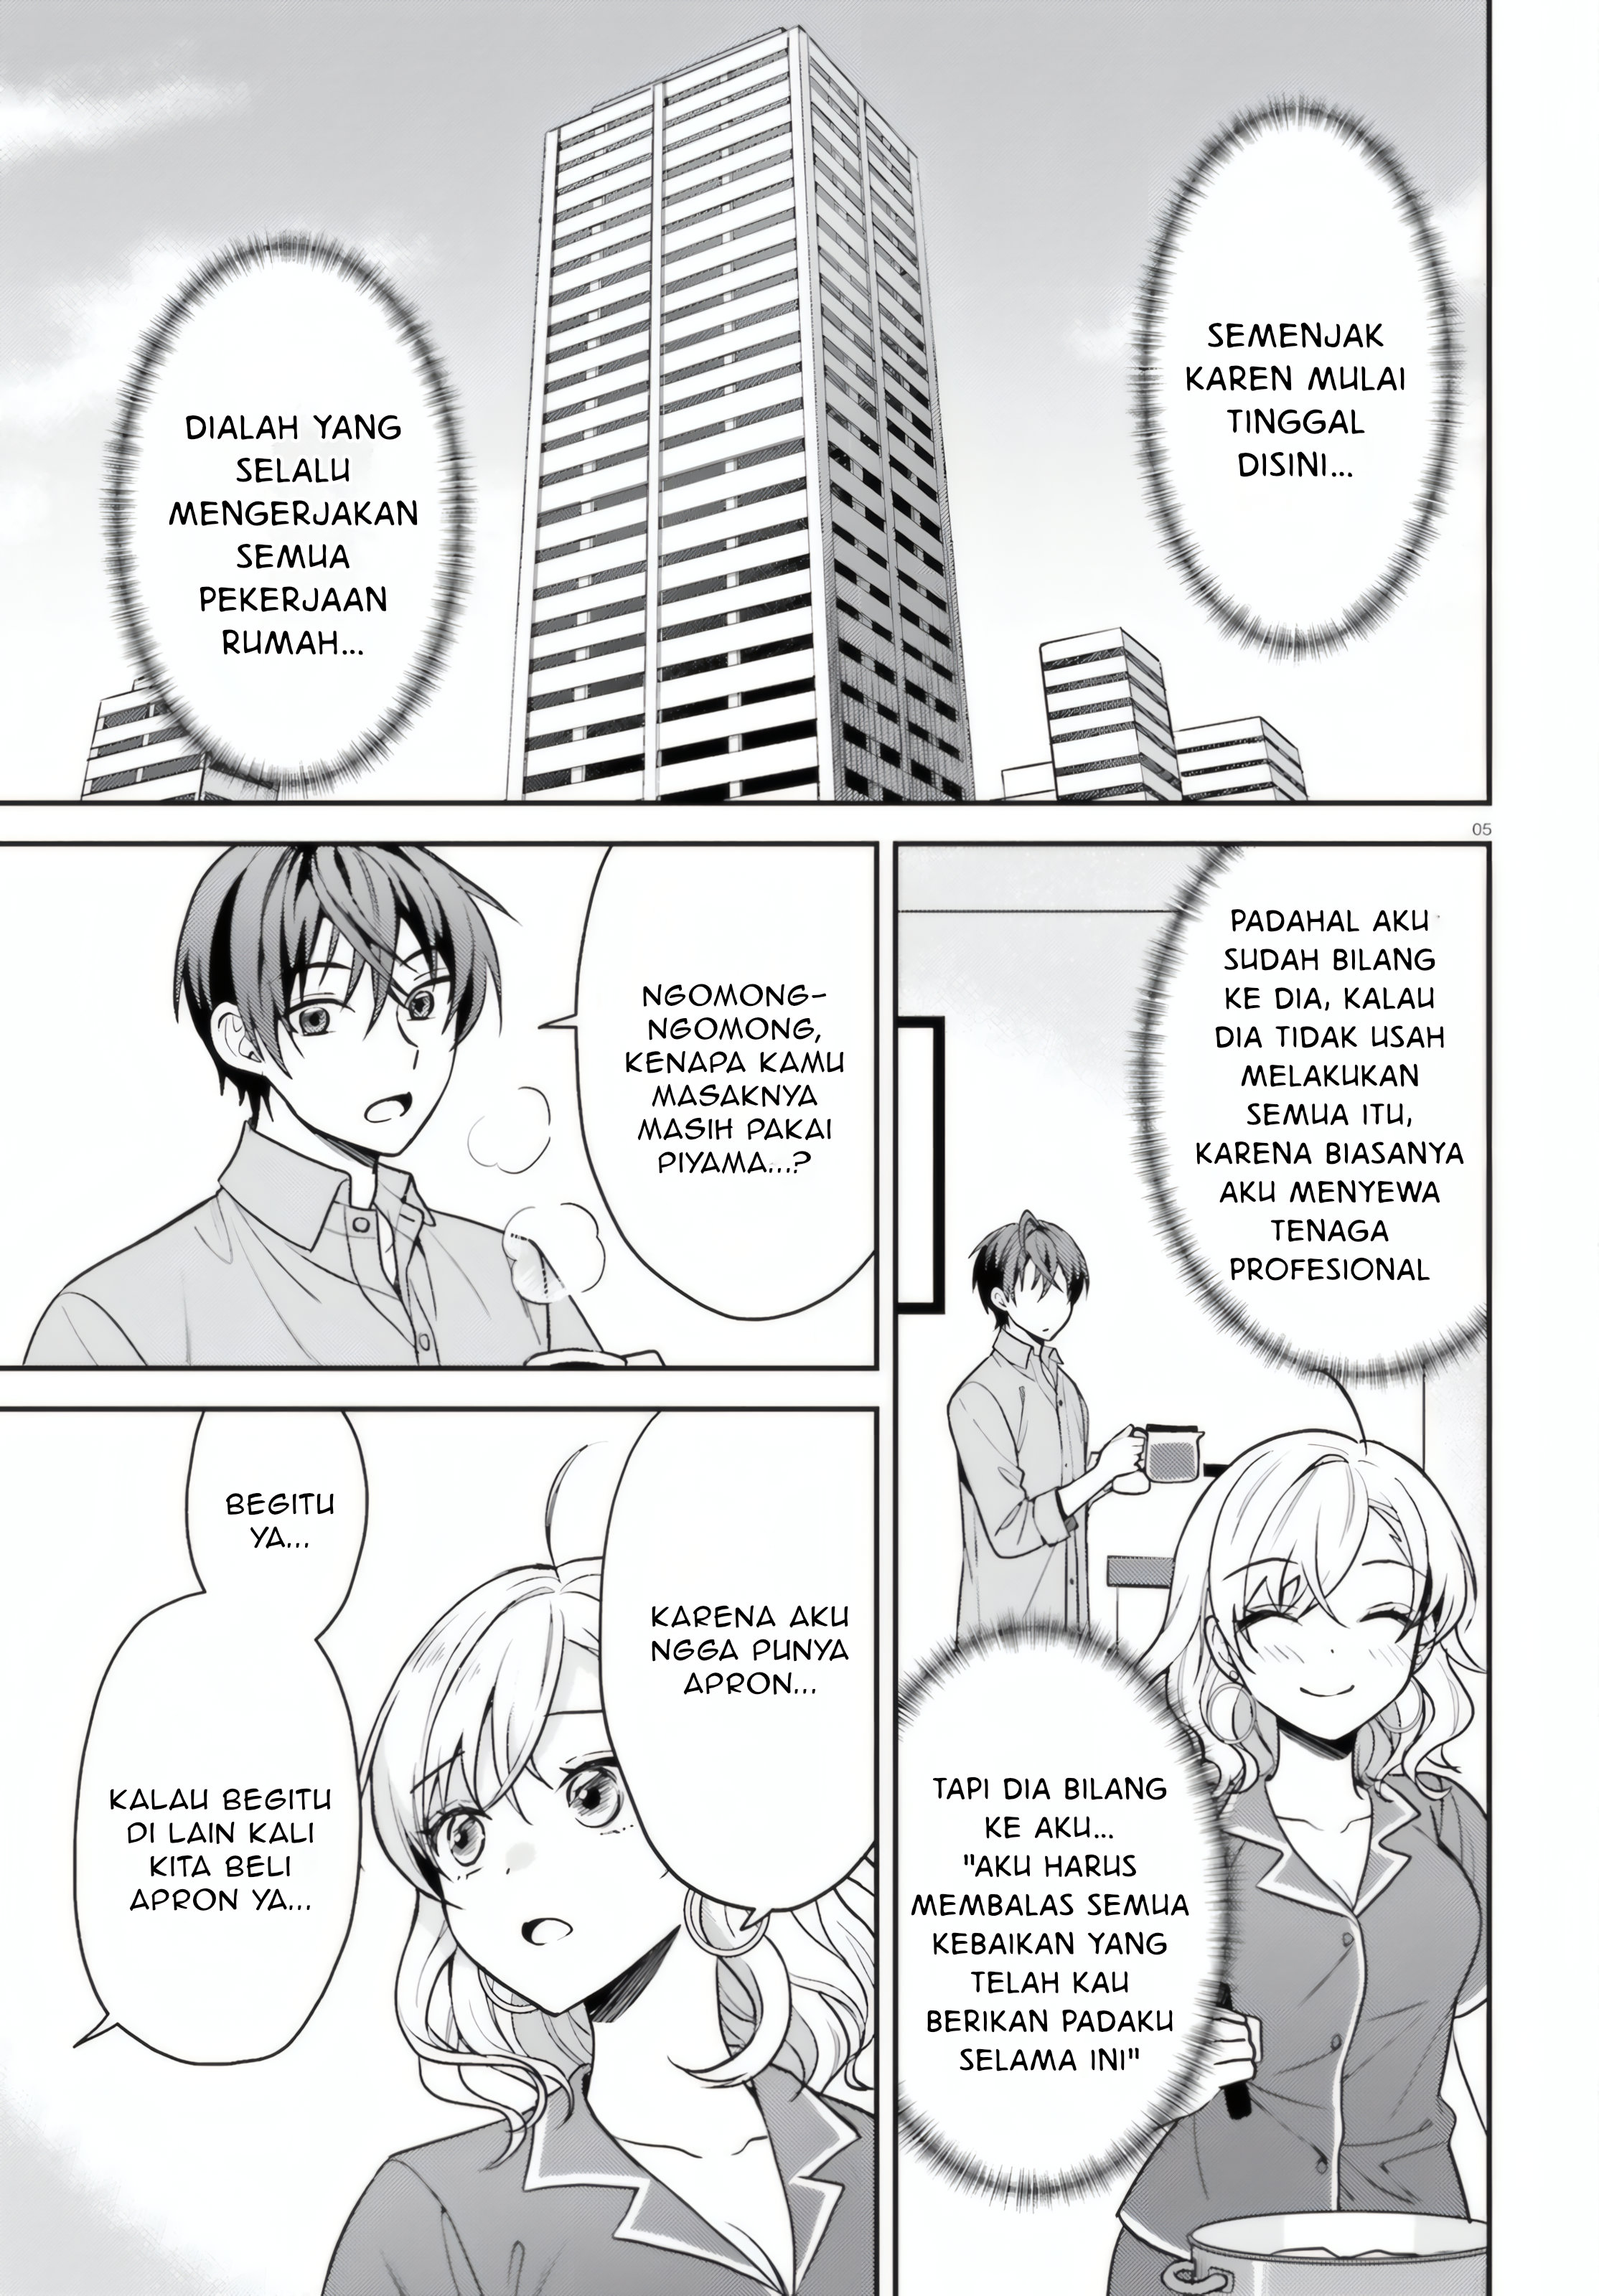 SEMENJAK
KAREN MULAI
TINGGAL
DISINI...
DIALAH YANG
SELALU
MENGERJAKAN
SEMUA
PEKERJAAN
RUMAH...
05
PADAHAL AKU
SUDAH BILANG
KE DIA, KALAU
DIA TIDAK USAH
MELAKUKAN
SEMUA ITU,
KARENA BIASANYA
AKU MENYEWA
TENAGA
PROFESIONAL
TAPI DIA BILANG
KE AKU...
"AKU HARUS
MEMBALAS SEMUA
KEBAIKAN YANG
TELAH KAU
BERIKAN PADAKU
SELAMA INI"
NGOMONG-
NGOMONG,
KENAPA KAMU
MASAKNYA
MASIH PAKAI
PIYAMA...?
KARENA AKU
NGGA PUNYA
APRON...
BEGITU
YA...
KALAU BEGITU
DI LAIN KALI
KITA BELI
APRON YA...